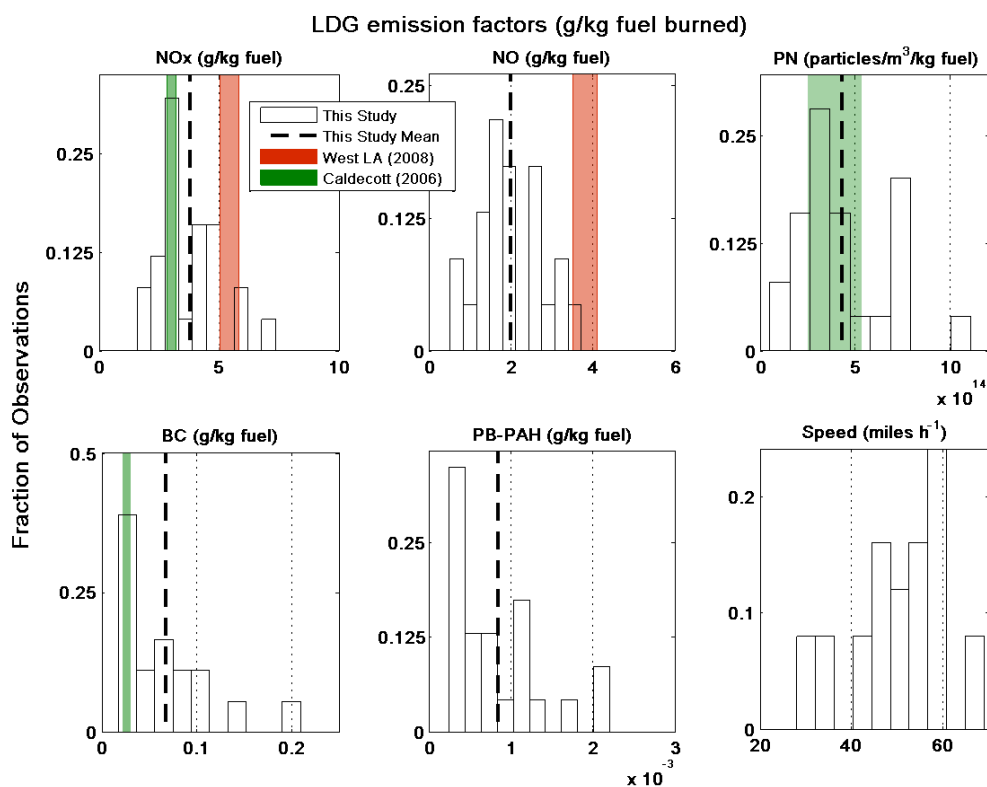 LDG emission factors (g/kg fuel burned)
NOx (g/kg fuel)
NO (g/kg fuel)
PN (particles/m³/kg fuel)
This Study
This Study Mean
West LA (2008)
Caldecott (2006)
0.25
0.125
0
0 5 10
0.25
0.125
0
0 2 4 6
0.25
0.125
0
0 5 10
x 10 14
Fraction of Observations
BC (g/kg fuel)
PB-PAH (g/kg fuel)
Speed (miles h⁻¹)
0.5
0.25
0
0 0.1 0.2
0.25
0.125
0
0 1 2 3
x 10 -3
0.2
0.1
0
20 40 60